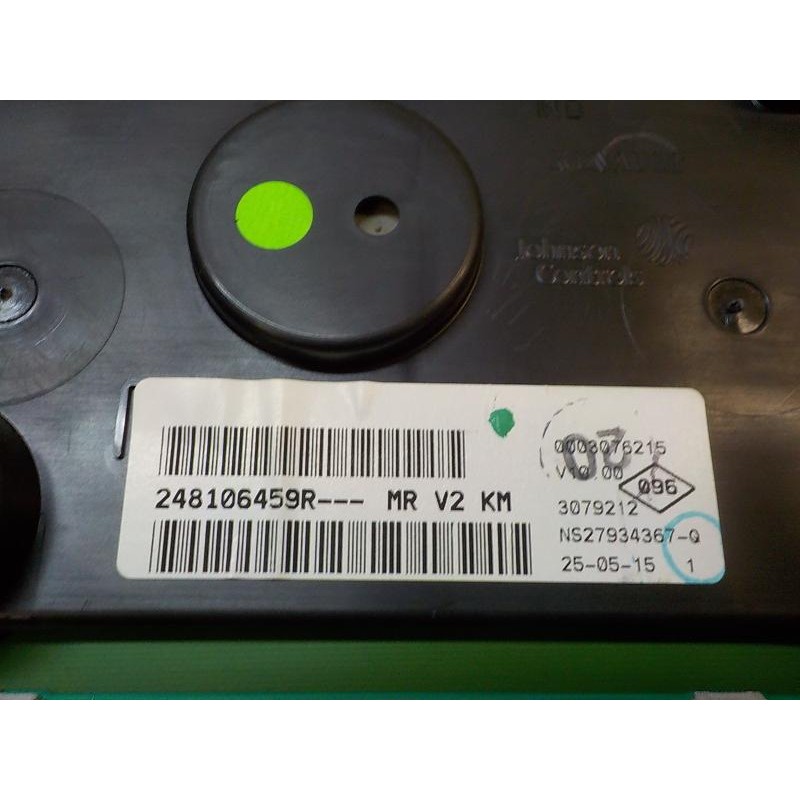 Johnson
Controls
0003076215
V10.00
096
248106459R--- MR V2 KM
3079212
NS27934367-Q
25-05-15 1